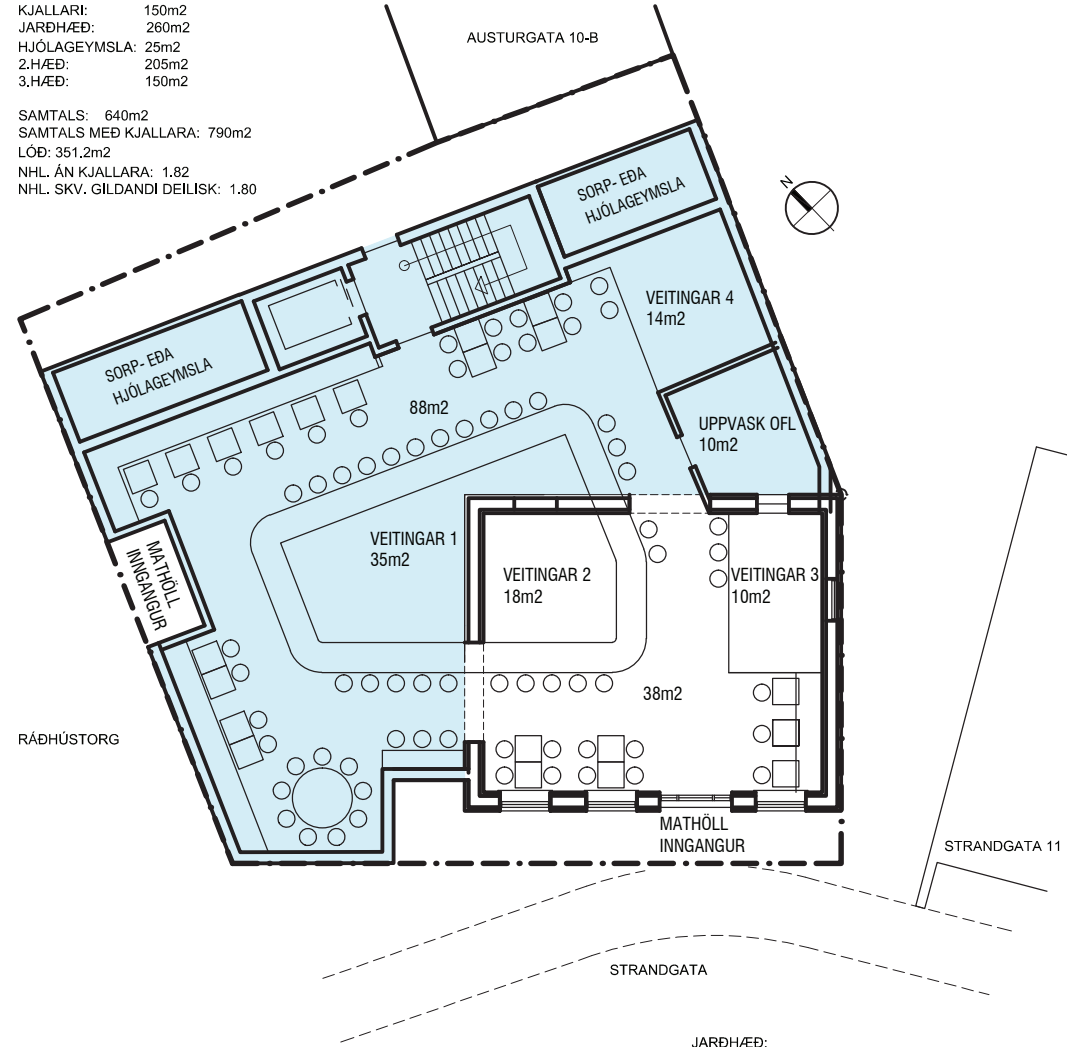 KJALLARI: 150m2
JARÐHÆÐ: 260m2
HJÓLAGEYMSLA: 25m2
2.HÆÐ: 205m2
3.HÆÐ: 150m2
SAMTALS: 640m2
SAMTALS MEÐ KJALLARA: 790m2
LÓÐ: 351.2m2
NHL. ÁN KJALLARA: 1.82
NHL. SKV. GILDANDI DEILISK: 1.80
AUSTURGATA 10-B
N
SORP- EÐA
HJÓLAGEYMSLA
VEITINGAR 4
14m2
SORP- EÐA
HJÓLAGEYMSLA
88m2
UPPVASK OFL
10m2
VEITINGAR 1
35m2
MATHÖLL
INNGANGUR
VEITINGAR 2
18m2
VEITINGAR 3
10m2
38m2
RÁÐHÚSTORG
MATHÖLL
INNGANGUR
STRANDGATA 11
STRANDGATA
JARÐHÆÐ: